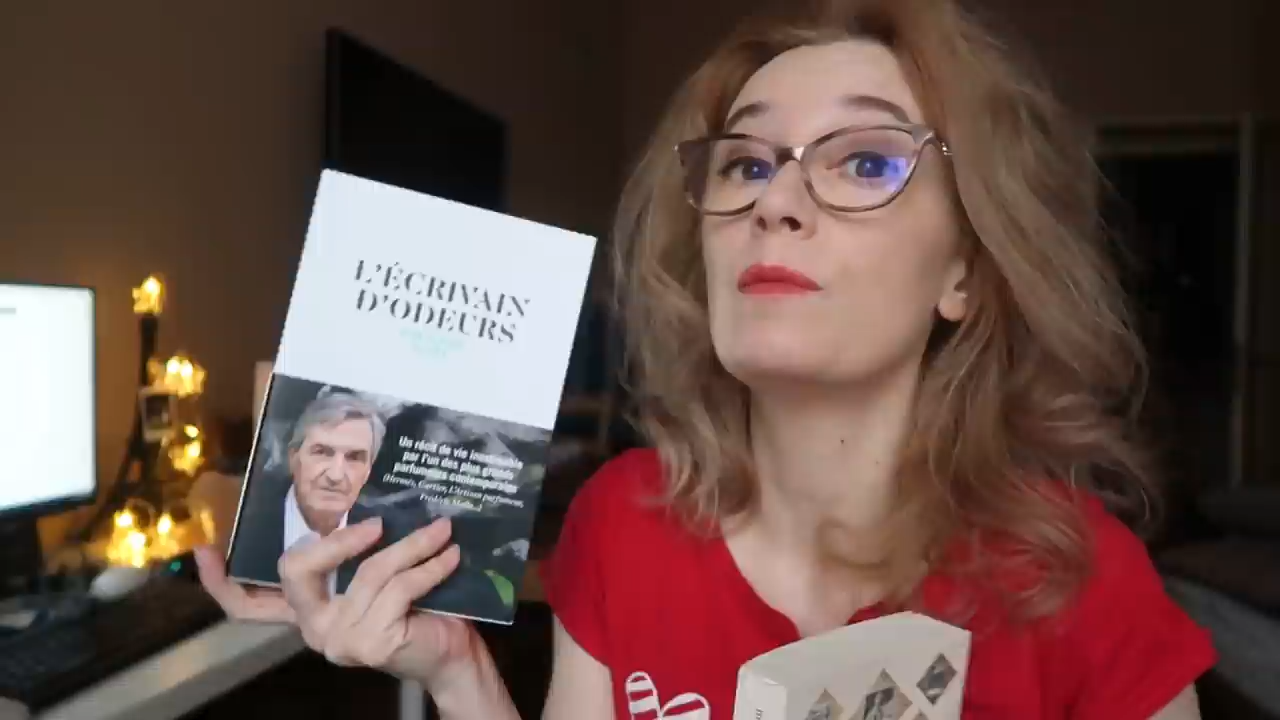 L'ÉCRIVAIN
D'ODEURS
Un récit de vie inestimable
par l'un des plus grands
parfumeurs contemporains
(Hermès, Cartier, L'Artisan parfumeur,
Frédéric Malle...)